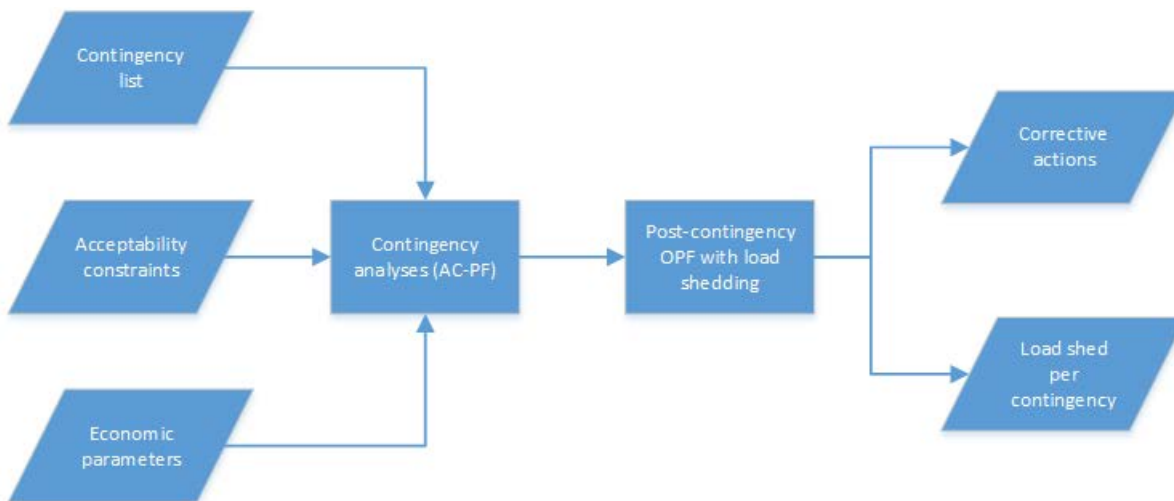 Contingency
list
Acceptability
constraints
Economic
parameters
Contingency
analyses (AC-PF)
Post-contingency
OPF with load
shedding
Corrective
actions
Load shed
per
contingency